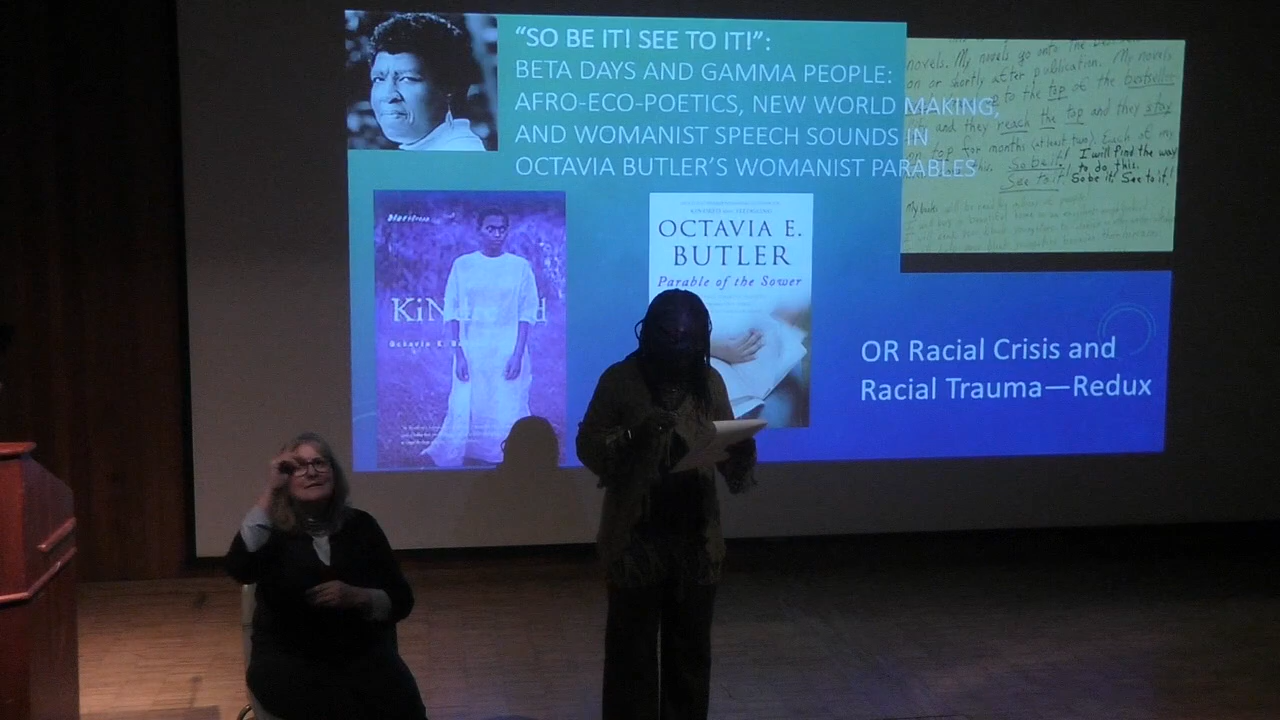 "SO BE IT! SEE TO IT!":
BETA DAYS AND GAMMA PEOPLE:
AFRO-ECO-POETICS, NEW WORLD MAKING,
AND WOMANIST SPEECH SOUNDS IN
OCTAVIA BUTLER'S WOMANIST PARABLES
novels. My novels go onto the
on or shortly after publication. My novels
to the top of the bestseller
and they reach the top and they stay
on top for months (at least two). Each of my
this. So be it! I will find the way
to do this.
See to it! So be it! See to it!
My books will be read by
KiNdred
Octavia E.
OCTAVIA E.
BUTLER
Parable of the Sower
OR Racial Crisis and
Racial Trauma—Redux